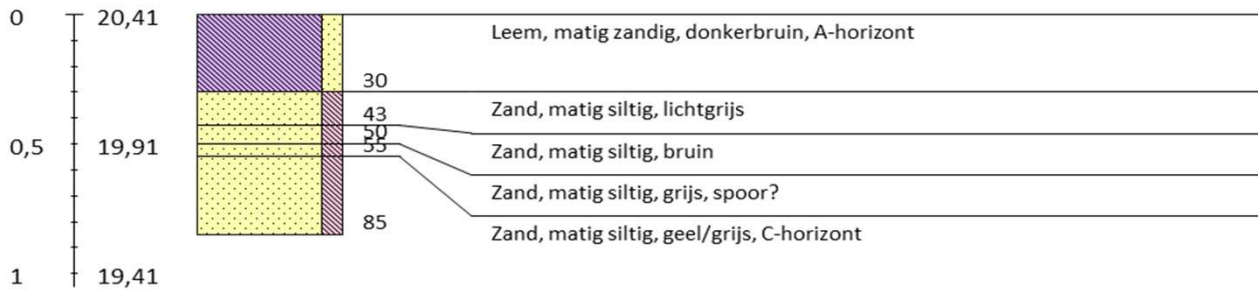 0 20,41
Leem, matig zandig, donkerbruin, A-horizont
30
Zand, matig siltig, lichtgrijs
43
50
0,5 19,91
55
Zand, matig siltig, bruin
Zand, matig siltig, grijs, spoor?
85
Zand, matig siltig, geel/grijs, C-horizont
1 19,41